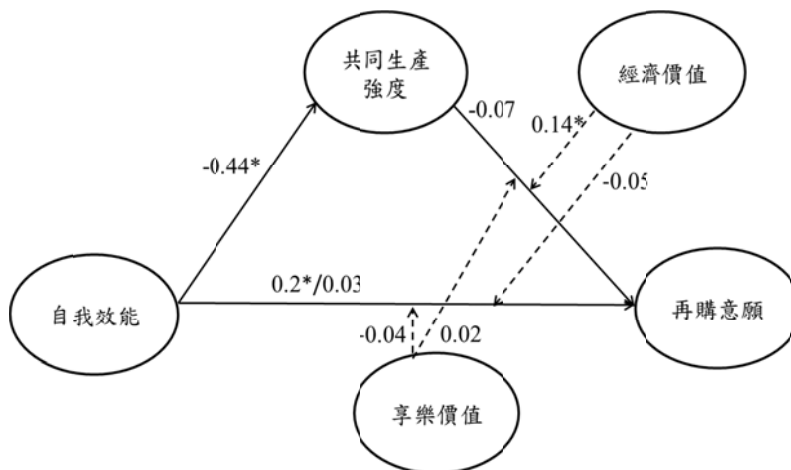 共同生產
強度
經濟價值
-0.07
0.14*
-0.44*
-0.05
0.2*/0.03
自我效能
再購意願
-0.04
0.02
享樂價值